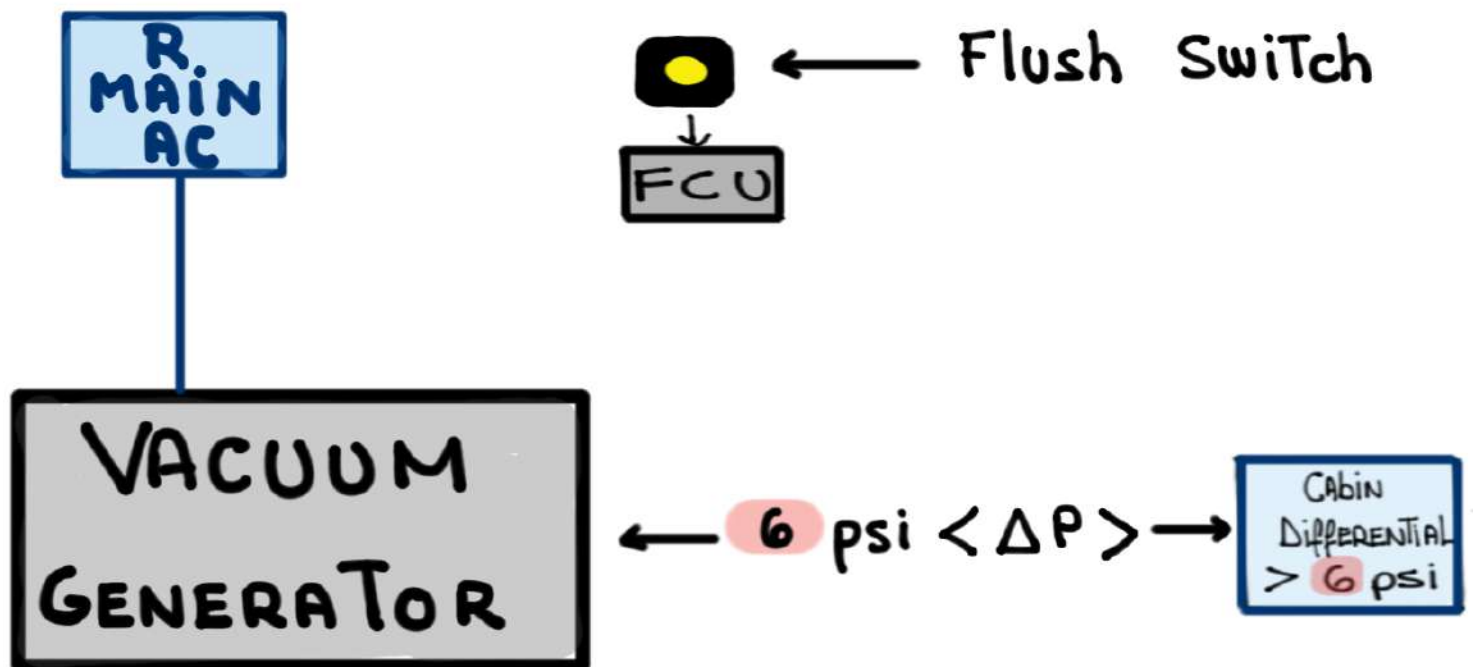 R.
MAIN
AC
Flush Switch
FCU
VACUUM
GENERATOR
6 psi < ΔP >
CABIN
DIFFERENTIAL
> 6 psi